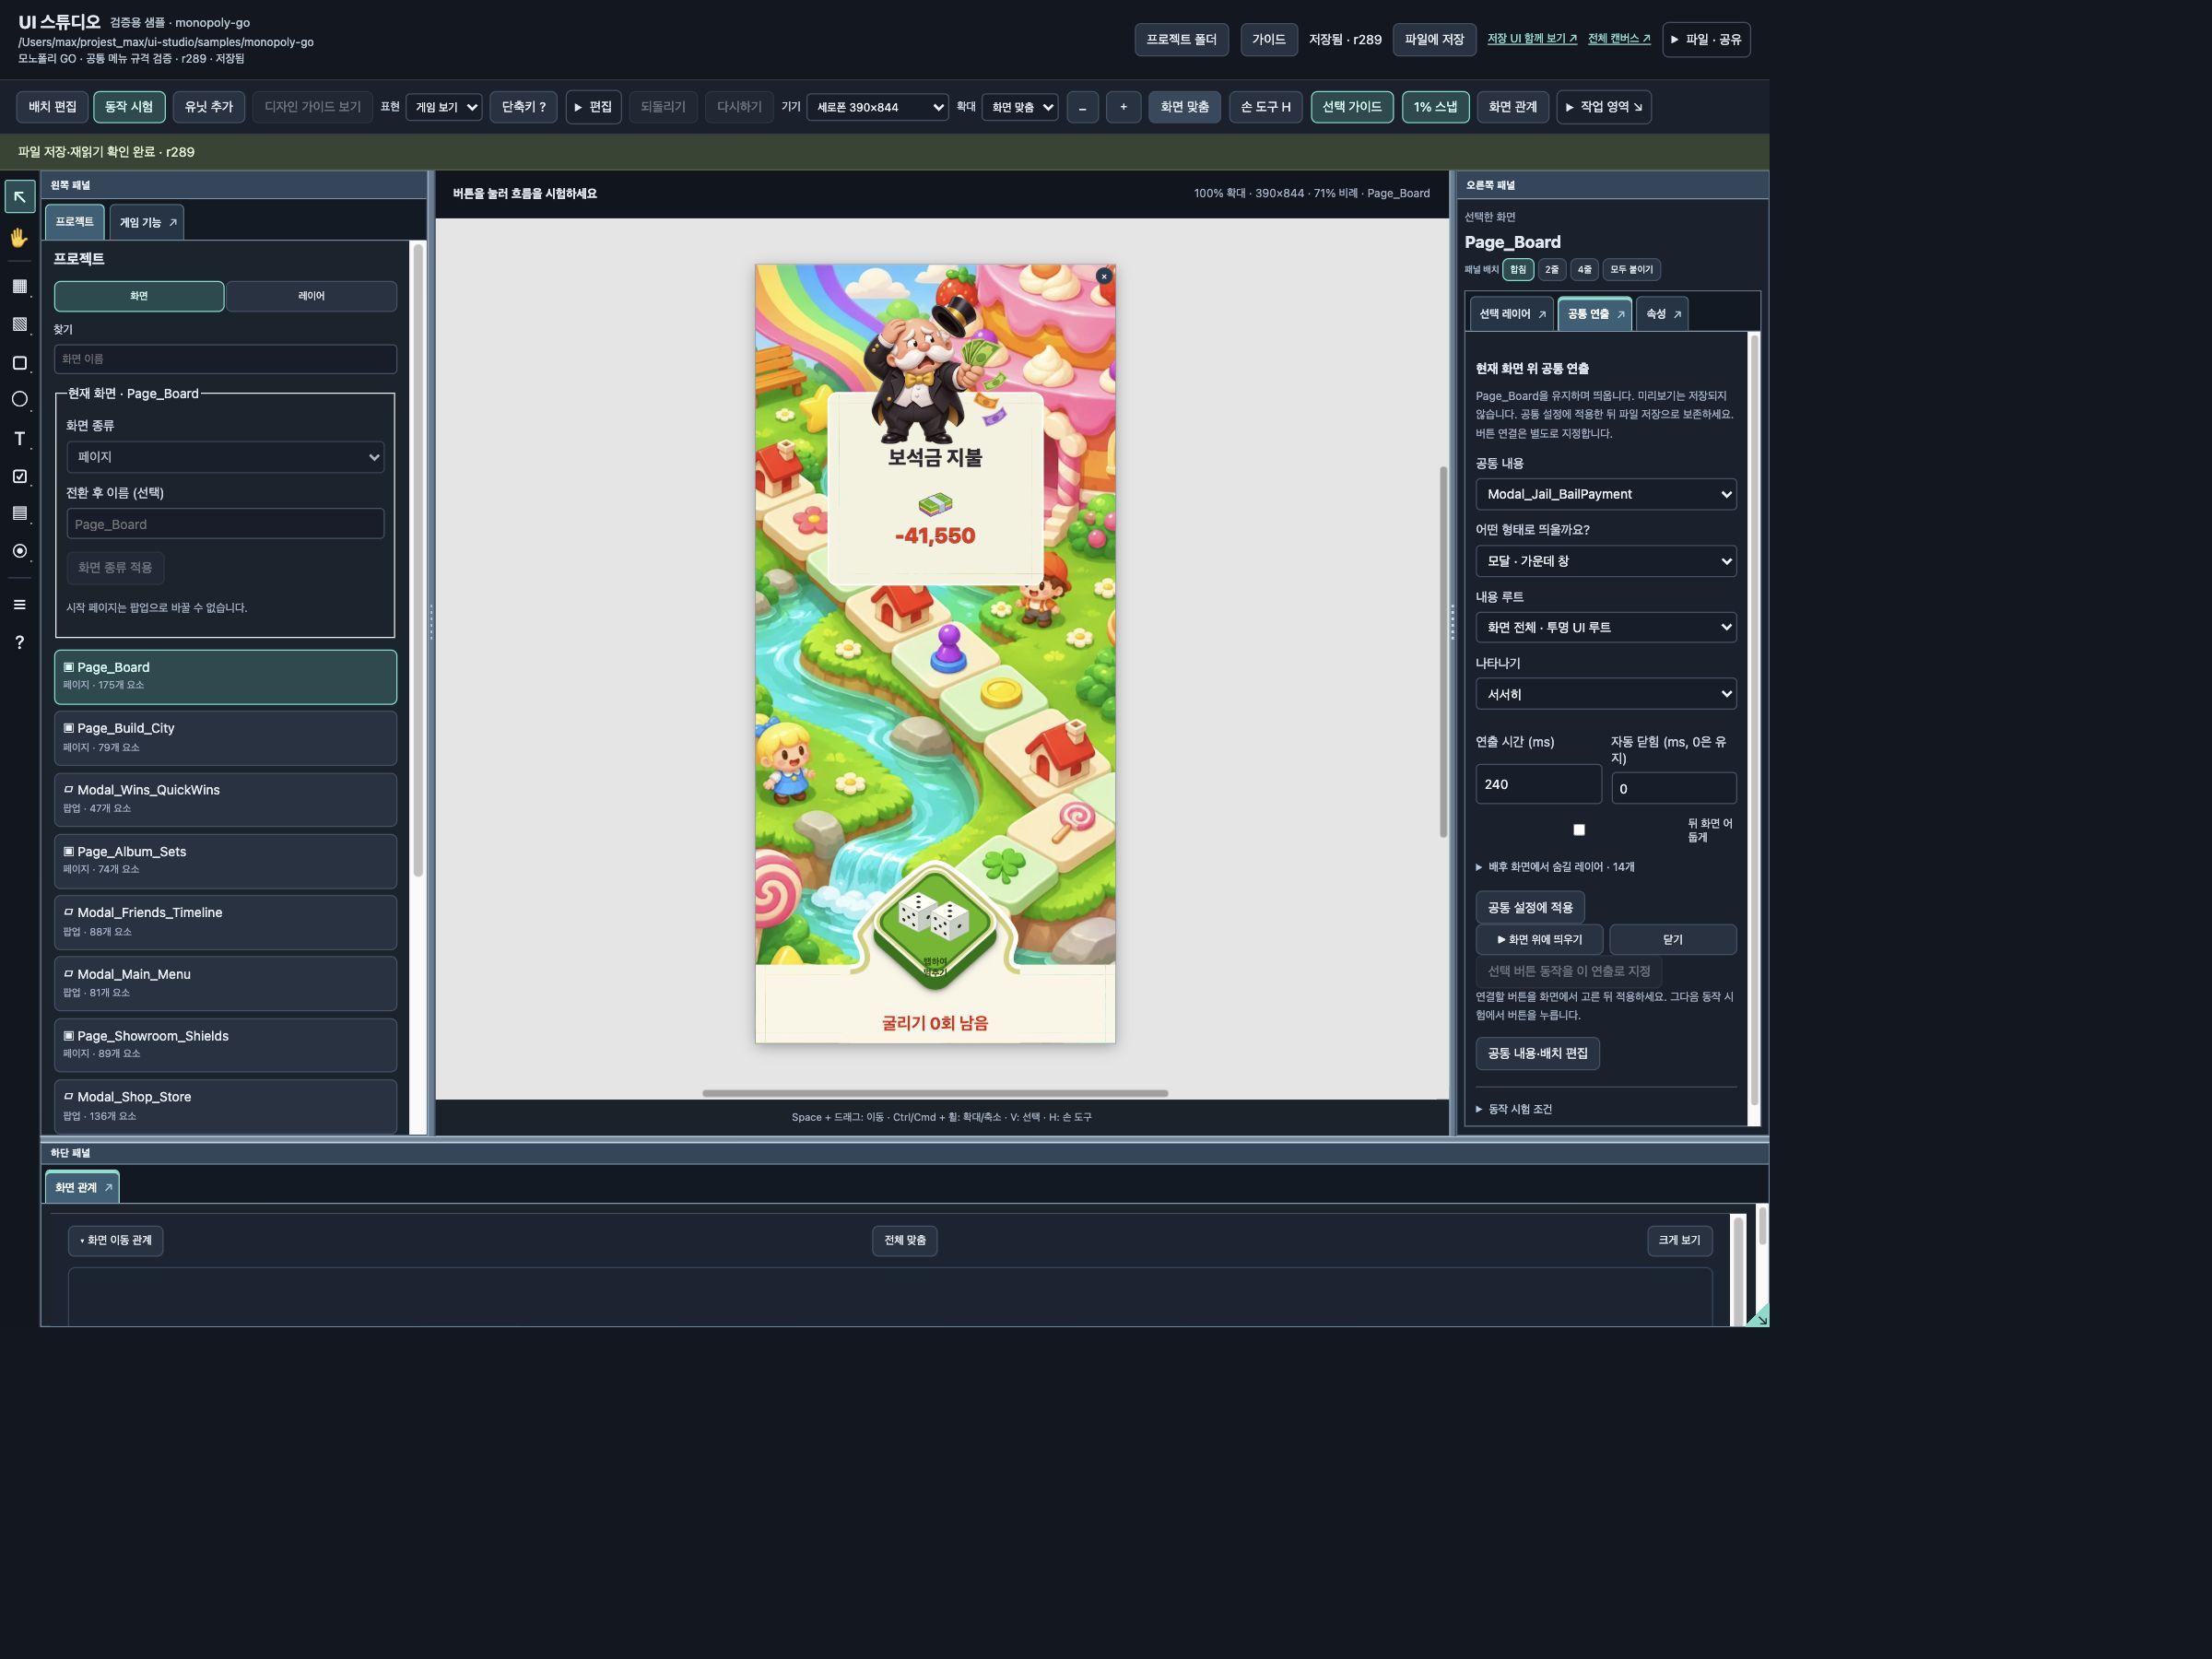 UI 스튜디오 검증용 샘플 · monopoly-go
/Users/max/projest_max/ui-studio/samples/monopoly-go
모노폴리 GO · 공통 메뉴 규격 검증 · r289 · 저장됨
프로젝트 폴더 가이드 저장됨 · r289 파일에 저장 저장 UI 함께 보기 ↗ 전체 캔버스 ↗ ▶ 파일 · 공유
배치 편집 동작 시험 유닛 추가 디자인 가이드 보기 표현 게임 보기 단축키 ? ▶ 편집 되돌리기 다시하기 기기 세로폰 390×844 확대 화면 맞춤 – + 화면 맞춤 손 도구 H 선택 가이드 1% 스냅 화면 관계 ▶ 작업 영역 ↘
파일 저장·재읽기 확인 완료 · r289
왼쪽 패널
프로젝트 게임 기능 ↗
프로젝트
화면 레이어
찾기
화면 이름
현재 화면 · Page_Board
화면 종류
페이지
전환 후 이름 (선택)
Page_Board
화면 종류 적용
시작 페이지는 팝업으로 바꿀 수 없습니다.
Page_Board
페이지 · 175개 요소
Page_Build_City
페이지 · 79개 요소
Modal_Wins_QuickWins
팝업 · 47개 요소
Page_Album_Sets
페이지 · 74개 요소
Modal_Friends_Timeline
팝업 · 88개 요소
Modal_Main_Menu
팝업 · 81개 요소
Page_Showroom_Shields
페이지 · 89개 요소
Modal_Shop_Store
팝업 · 136개 요소
T
?
버튼을 눌러 흐름을 시험하세요
100% 확대 · 390×844 · 71% 비례 · Page_Board
×
보석금 지불
-41,550
굴리기 0회 남음
Space + 드래그: 이동 · Ctrl/Cmd + 휠: 확대/축소 · V: 선택 · H: 손 도구
오른쪽 패널
선택한 화면
Page_Board
패널 배치 합침 2줄 4줄 모두 붙이기
선택 레이어 ↗ 공통 연출 ↗ 속성 ↗
현재 화면 위 공통 연출
Page_Board을 유지하며 띄웁니다. 미리보기는 저장되지
않습니다. 공통 설정에 적용한 뒤 파일 저장으로 보존하세요.
버튼 연결은 별도로 지정합니다.
공통 내용
Modal_Jail_BailPayment
어떤 형태로 띄울까요?
모달 · 가운데 창
내용 루트
화면 전체 · 투명 UI 루트
나타나기
서서히
연출 시간 (ms)
240
자동 닫힘 (ms, 0은 유
지)
0
뒤 화면 어
둡게
▶ 배후 화면에서 숨길 레이어 · 14개
공통 설정에 적용
▶ 화면 위에 띄우기 닫기
선택 버튼 동작을 이 연출로 지정
연결할 버튼을 화면에서 고른 뒤 적용하세요. 그다음 동작 시
험에서 버튼을 누릅니다.
공통 내용·배치 편집
▶ 동작 시험 조건
하단 패널
화면 관계 ↗
▾ 화면 이동 관계 전체 맞춤 크게 보기